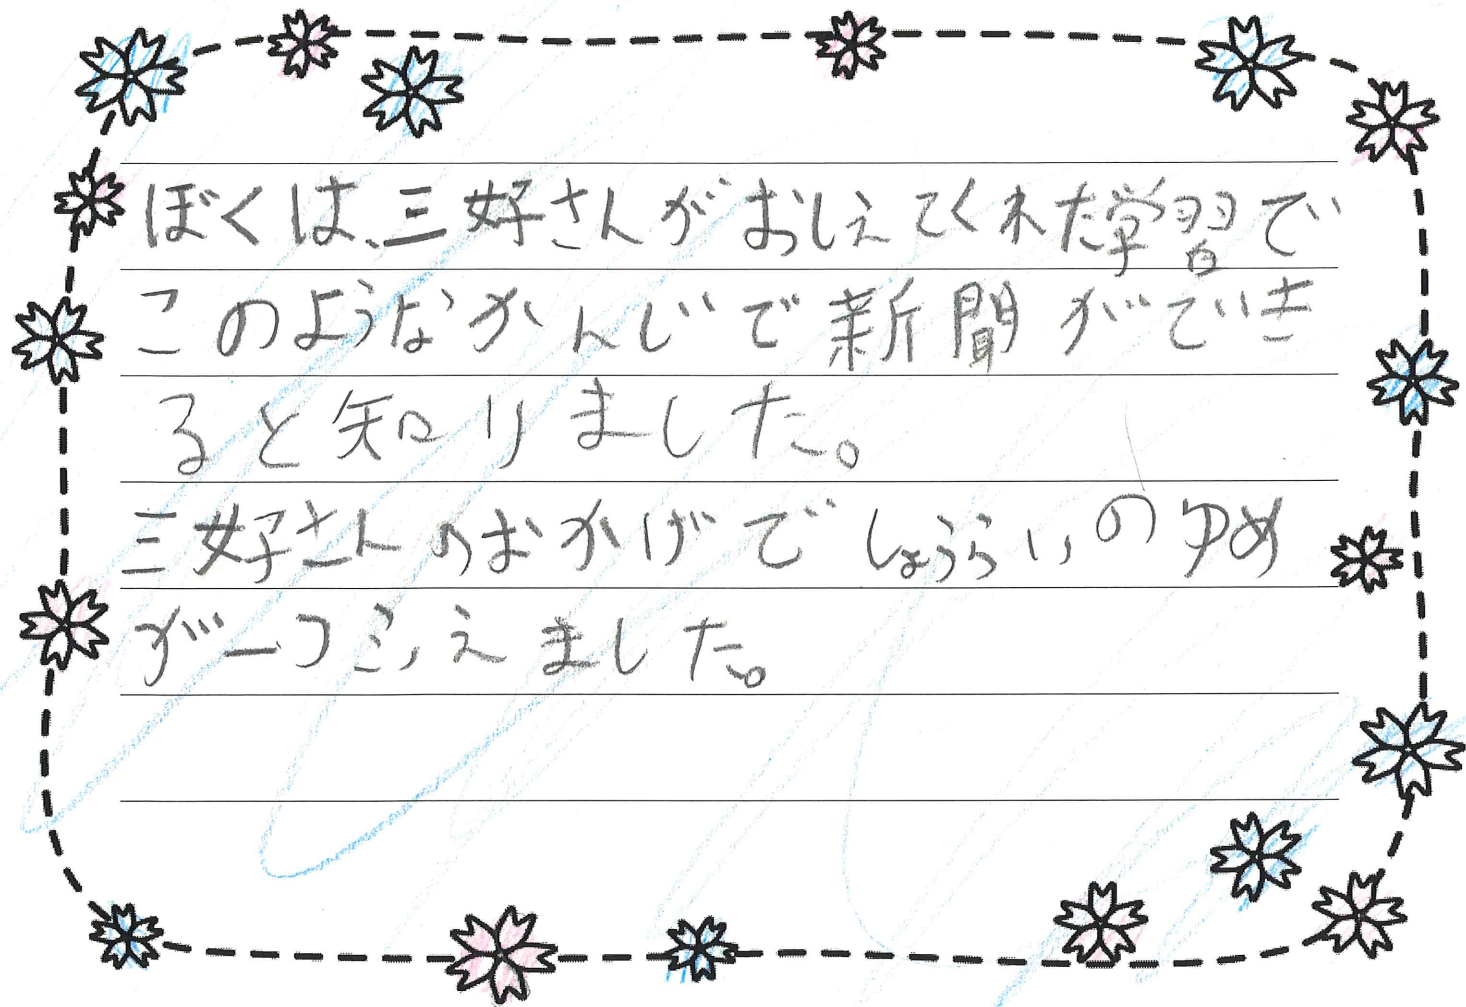 ぼくは、三好さんがおしえてくれた学習で
このようなかんじで新聞ができ
ると知りました。
三好さんのおかげでしょうらいのゆめ
が一つふえました。